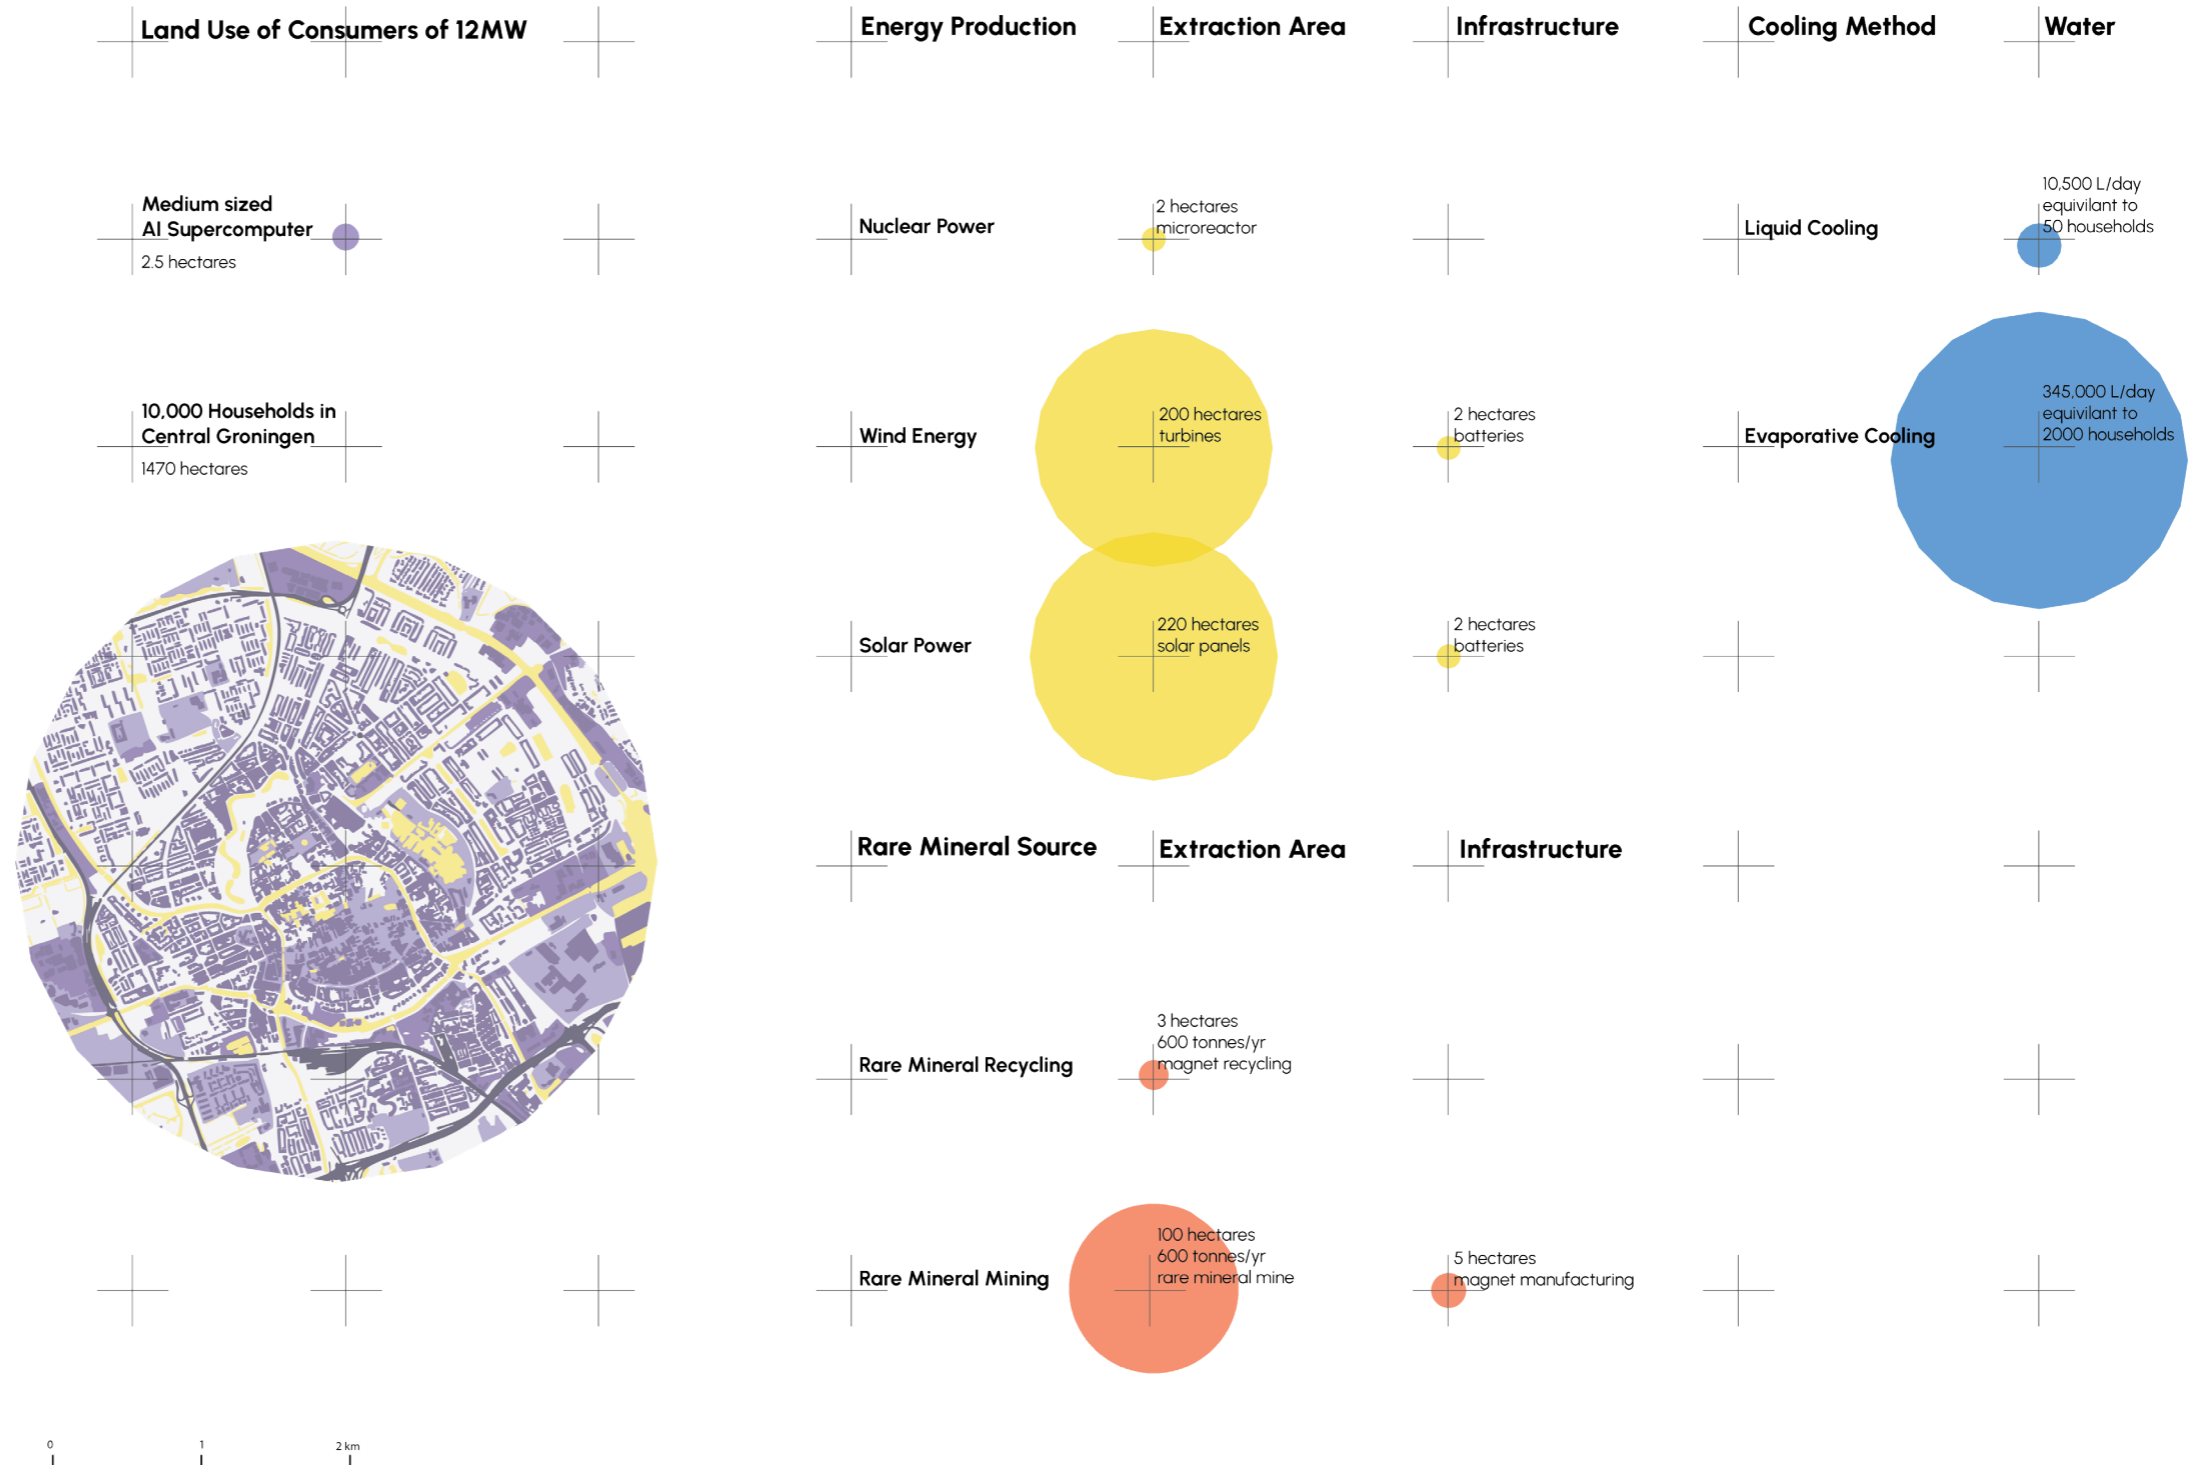 Land Use of Consumers of 12MW
Energy Production
Extraction Area
Infrastructure
Cooling Method
Water
Medium sized
AI Supercomputer
2.5 hectares
Nuclear Power
2 hectares
microreactor
Liquid Cooling
10,500 L/day
equivilant to
50 households
10,000 Households in
Central Groningen
1470 hectares
Wind Energy
200 hectares
turbines
2 hectares
batteries
Evaporative Cooling
345,000 L/day
equivilant to
2000 households
Solar Power
220 hectares
solar panels
2 hectares
batteries
Rare Mineral Source
Extraction Area
Infrastructure
Rare Mineral Recycling
3 hectares
600 tonnes/yr
magnet recycling
Rare Mineral Mining
100 hectares
600 tonnes/yr
rare mineral mine
5 hectares
magnet manufacturing
0
1
2 km